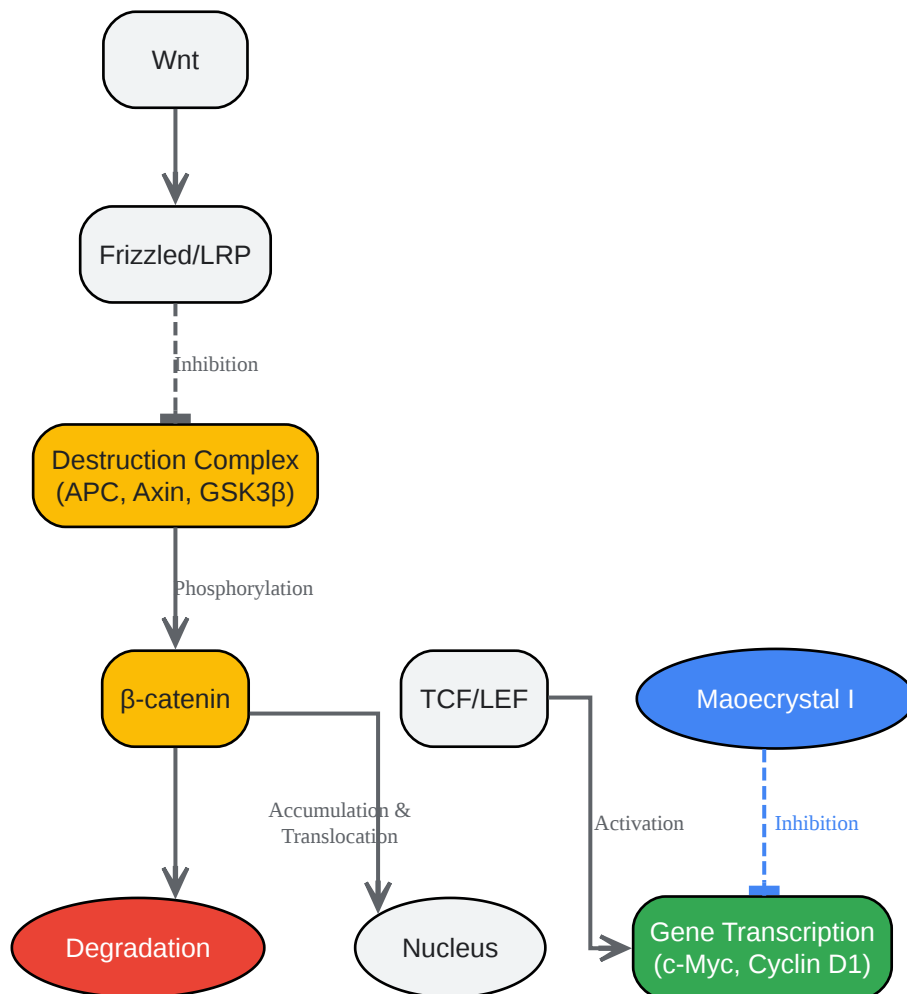 Wnt
Frizzled/LRP
Inhibition
Destruction Complex
(APC, Axin, GSK3β)
Phosphorylation
β-catenin
TCF/LEF
Maoecrystal I
Accumulation &
Translocation
Activation
Inhibition
Degradation
Nucleus
Gene Transcription
(c-Myc, Cyclin D1)